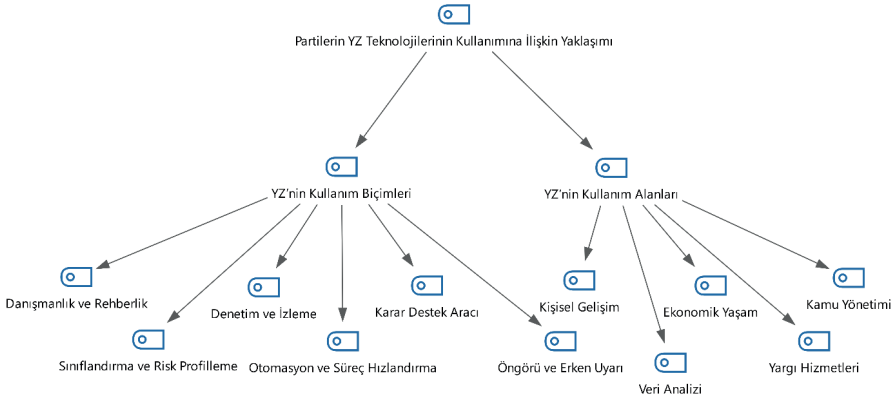 Partilerin YZ Teknolojilerinin Kullanımına İlişkin Yaklaşımı
YZ'nin Kullanım Biçimleri
YZ'nin Kullanım Alanları
Danışmanlık ve Rehberlik
Denetim ve İzleme
Karar Destek Aracı
Kişisel Gelişim
Ekonomik Yaşam
Kamu Yönetimi
Sınıflandırma ve Risk Profilleme
Otomasyon ve Süreç Hızlandırma
Öngörü ve Erken Uyarı
Veri Analizi
Yargı Hizmetleri